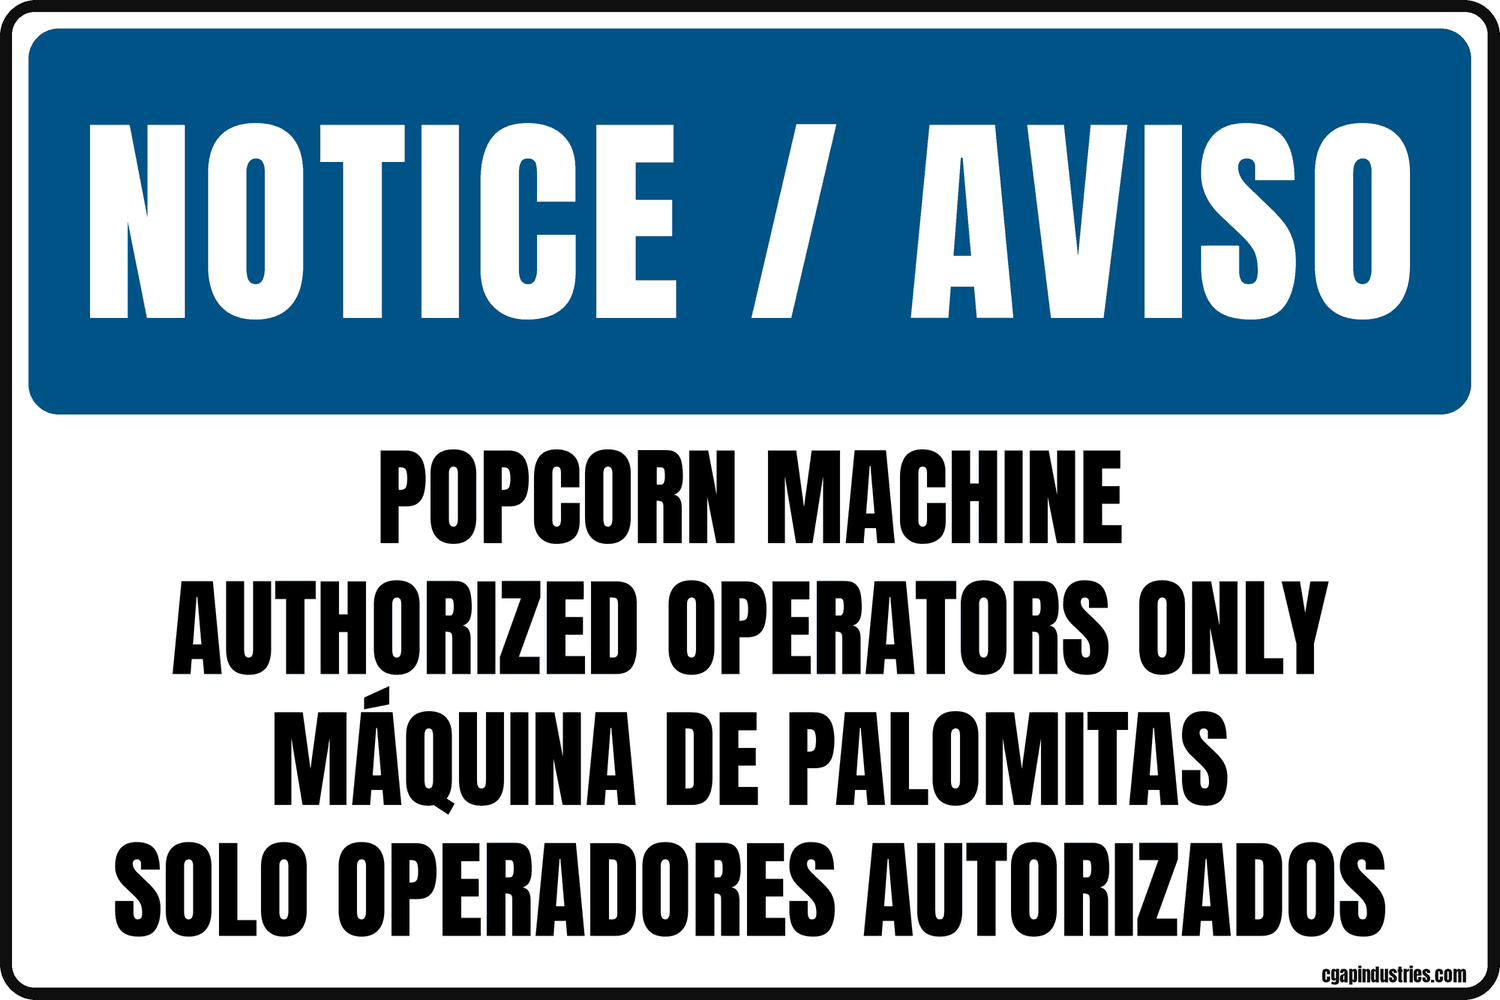 NOTICE / AVISO
POPCORN MACHINE
AUTHORIZED OPERATORS ONLY
MÁQUINA DE PALOMITAS
SOLO OPERADORES AUTORIZADOS
cgapindustries.com